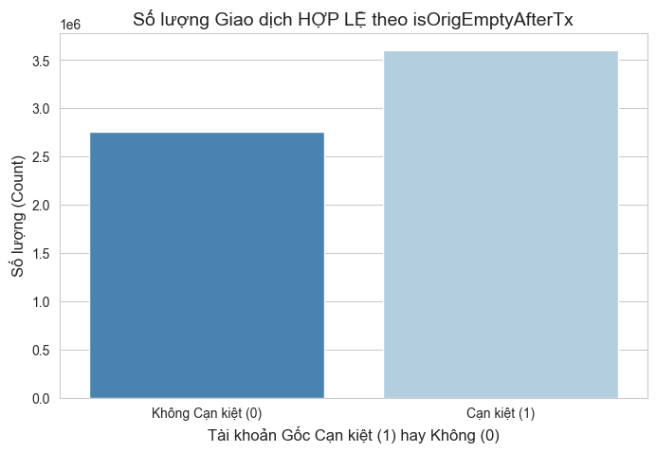 Số lượng Giao dịch HỢP LỆ theo isOrigEmptyAfterTx
1e6
3.5
3.0
2.5
2.0
1.5
1.0
0.5
0.0
Số lượng (Count)
Không Cạn kiệt (0)
Cạn kiệt (1)
Tài khoản Gốc Cạn kiệt (1) hay Không (0)